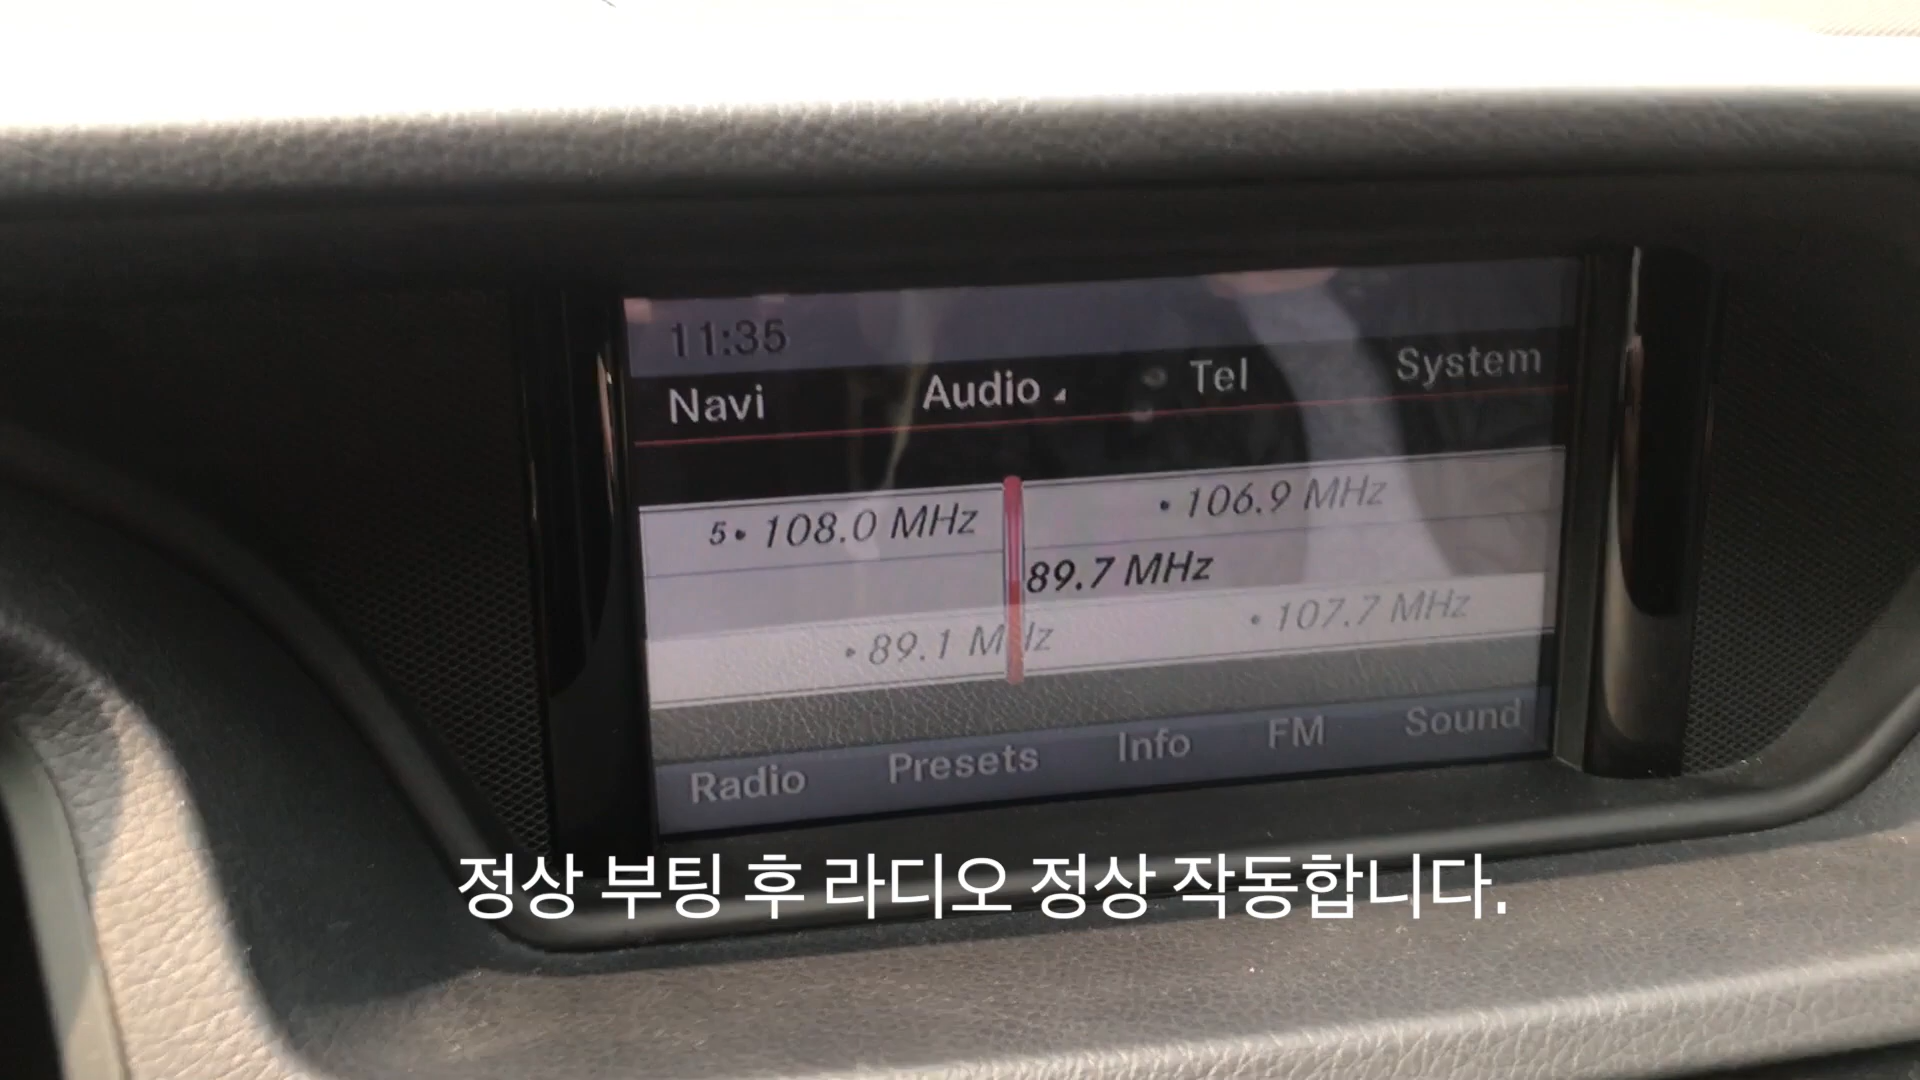 11:35
Navi Audio Tel System
5• 108.0 MHz • 106.9 MHz
89.7 MHz
• 89.1 MHz • 107.7 MHz
Radio Presets Info FM Sound
정상 부팅 후 라디오 정상 작동합니다.